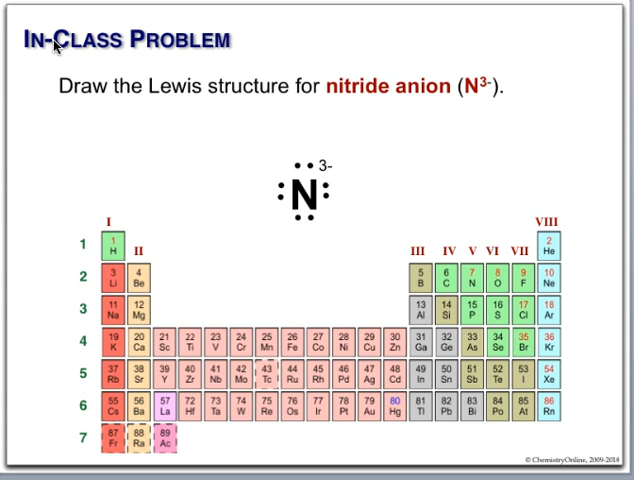 IN-CLASS PROBLEM
Draw the Lewis structure for nitride anion (N3-).
3-
N
I II III IV V VI VII VIII
1
1 H 2 He
2
3 Li 4 Be 5 B 6 C 7 N 8 O 9 F 10 Ne
3
11 Na 12 Mg 13 Al 14 Si 15 P 16 S 17 Cl 18 Ar
4
19 K 20 Ca 21 Sc 22 Ti 23 V 24 Cr 25 Mn 26 Fe 27 Co 28 Ni 29 Cu 30 Zn 31 Ga 32 Ge 33 As 34 Se 35 Br 36 Kr
5
37 Rb 38 Sr 39 Y 40 Zr 41 Nb 42 Mo 43 Tc 44 Ru 45 Rh 46 Pd 47 Ag 48 Cd 49 In 50 Sn 51 Sb 52 Te 53 I 54 Xe
6
55 Cs 56 Ba 57 La 72 Hf 73 Ta 74 W 75 Re 76 Os 77 Ir 78 Pt 79 Au 80 Hg 81 Tl 82 Pb 83 Bi 84 Po 85 At 86 Rn
7
87 Fr 88 Ra 89 Ac
© ChemistryOnline, 2009-2018